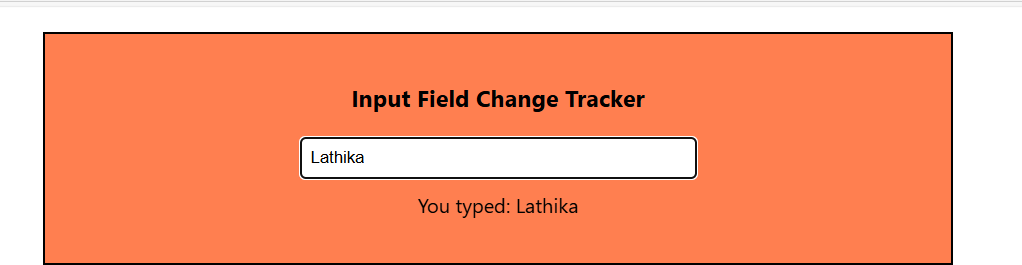 Input Field Change Tracker
Lathika
You typed: Lathika